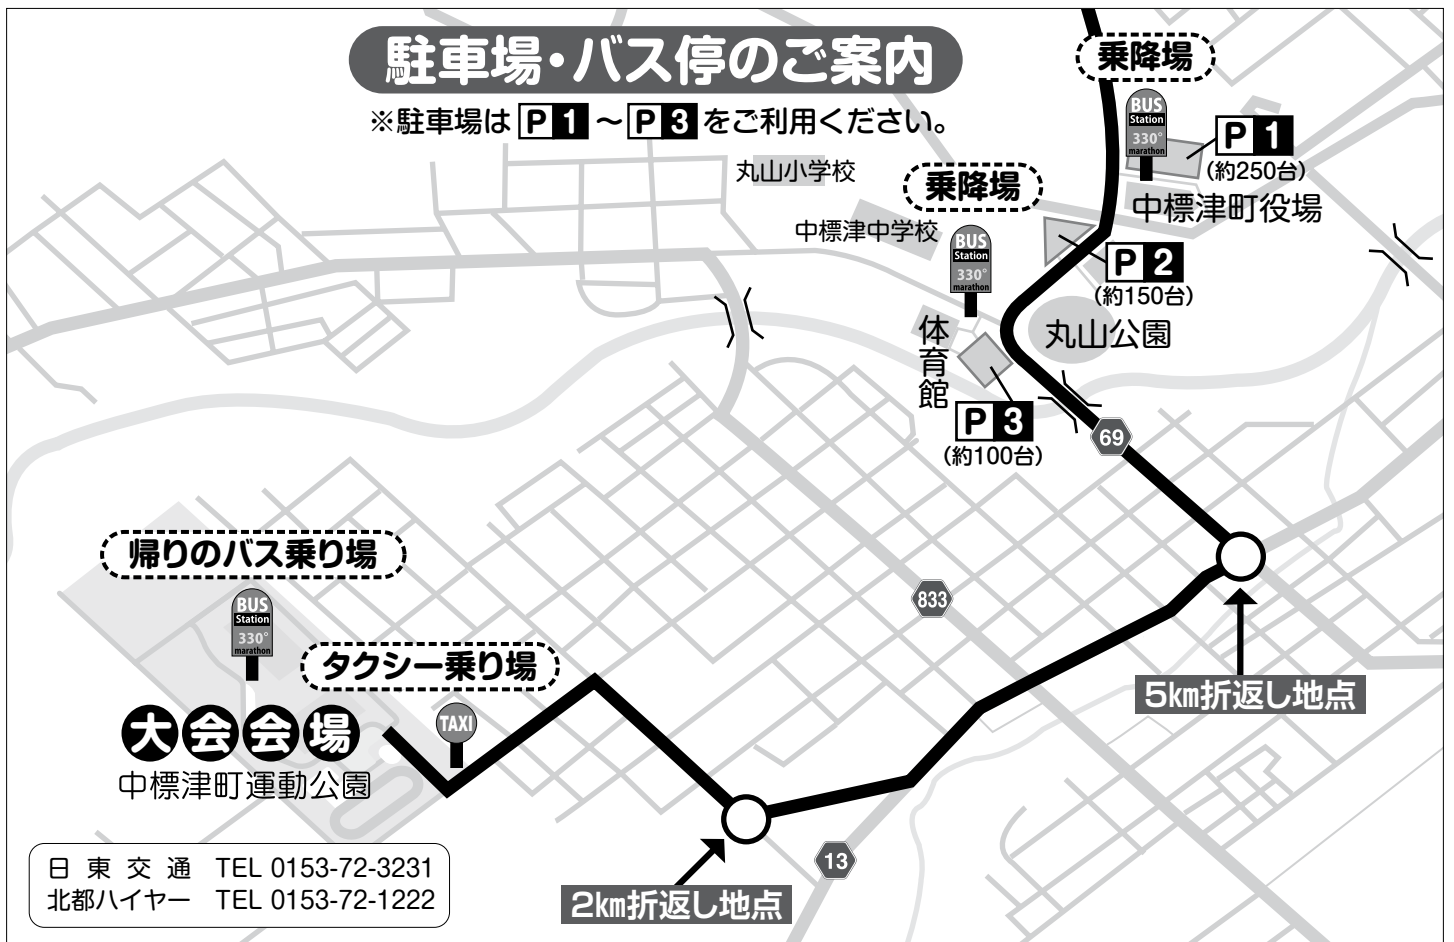 駐車場・バス停のご案内
※駐車場は P 1 〜 P 3 をご利用ください。
乗降場
BUS
Station
330°
marathon
P 1
(約250台)
中標津町役場
丸山小学校
乗降場
中標津中学校
BUS
Station
330°
marathon
P 2
(約150台)
体育館
丸山公園
P 3
(約100台)
69
833
帰りのバス乗り場
BUS
Station
330°
marathon
タクシー乗り場
TAXI
大会会場
中標津町運動公園
5㎞折返し地点
13
2㎞折返し地点
日東交通 TEL 0153-72-3231
北都ハイヤー TEL 0153-72-1222